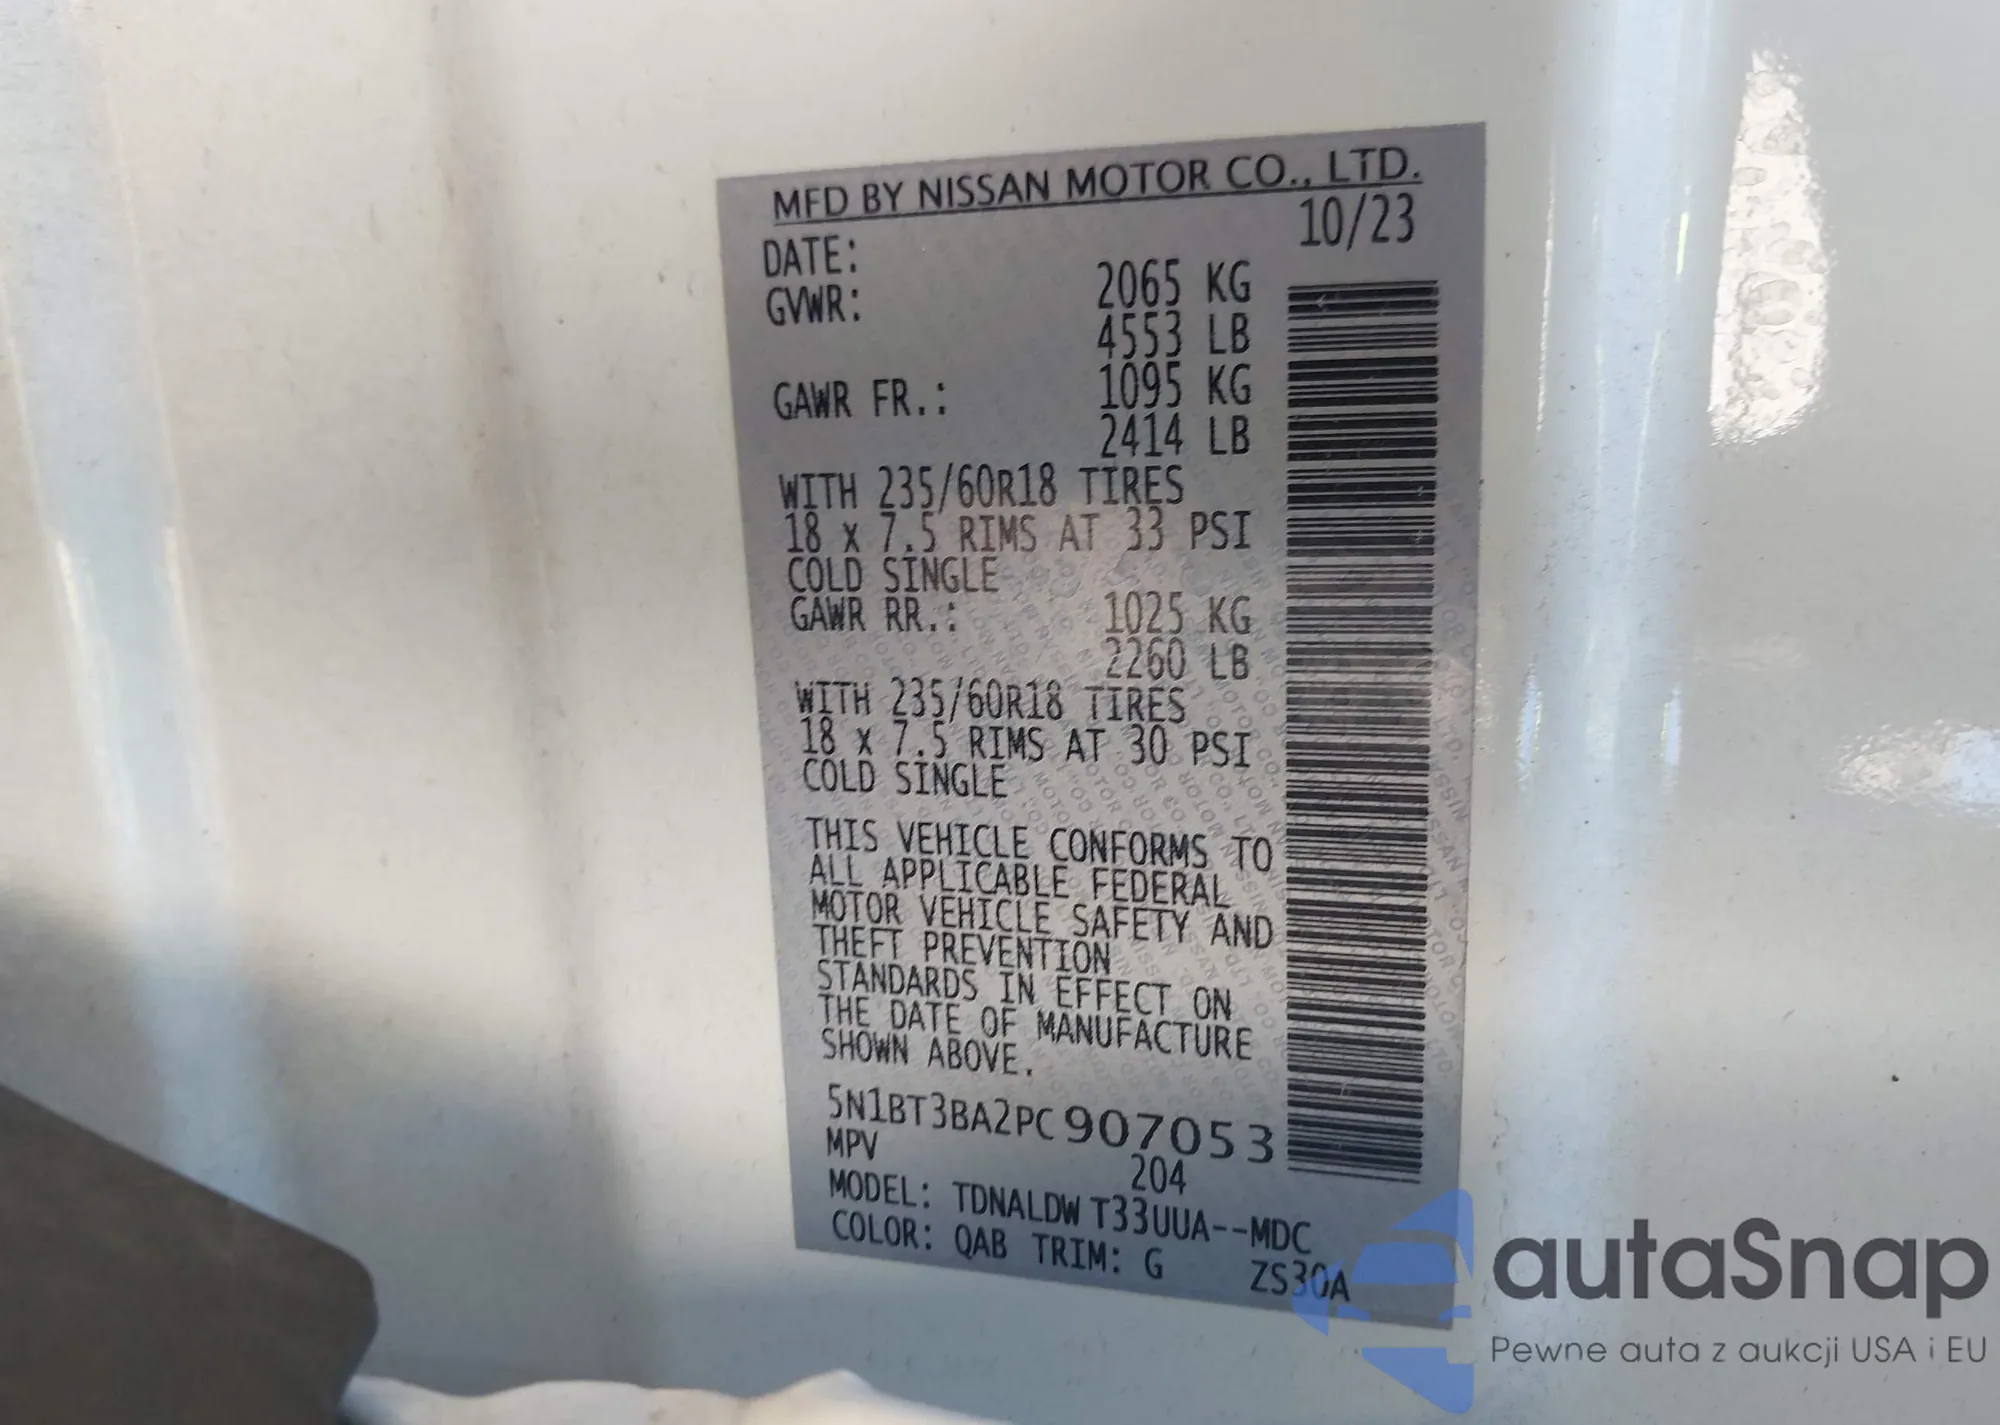 MFD BY NISSAN MOTOR CO., LTD.
DATE: 10/23
GVWR: 2065 KG
4553 LB
GAWR FR.: 1095 KG
2414 LB
WITH 235/60R18 TIRES
18 x 7.5 RIMS AT 33 PSI
COLD SINGLE
GAWR RR.: 1025 KG
2260 LB
WITH 235/60R18 TIRES
18 x 7.5 RIMS AT 30 PSI
COLD SINGLE
THIS VEHICLE CONFORMS TO
ALL APPLICABLE FEDERAL
MOTOR VEHICLE SAFETY AND
THEFT PREVENTION
STANDARDS IN EFFECT ON
THE DATE OF MANUFACTURE
SHOWN ABOVE.
5N1BT3BA2PC907053
MPV 204
MODEL: TDNALDW T33UUA--MDC
COLOR: QAB TRIM: G ZS30A
autaSnap
Pewne auta z aukcji USA i EU